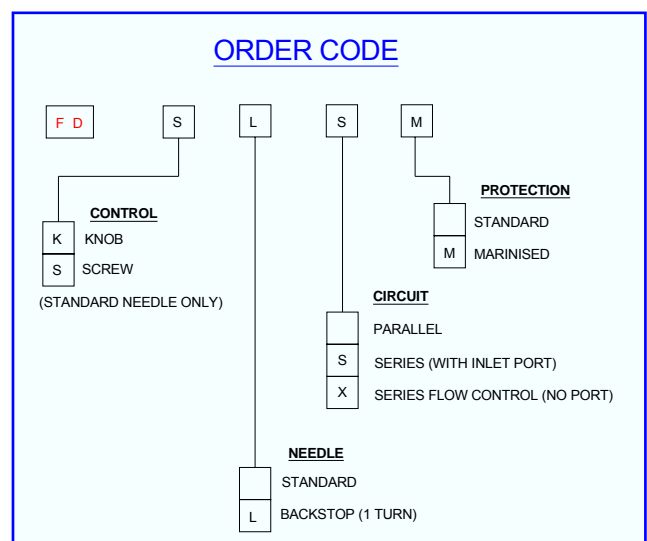 ORDER CODE
F D S L S M
CONTROL
K KNOB
S SCREW
(STANDARD NEEDLE ONLY)
PROTECTION
STANDARD
M MARINISED
CIRCUIT
PARALLEL
S SERIES (WITH INLET PORT)
X SERIES FLOW CONTROL (NO PORT)
NEEDLE
STANDARD
L BACKSTOP (1 TURN)